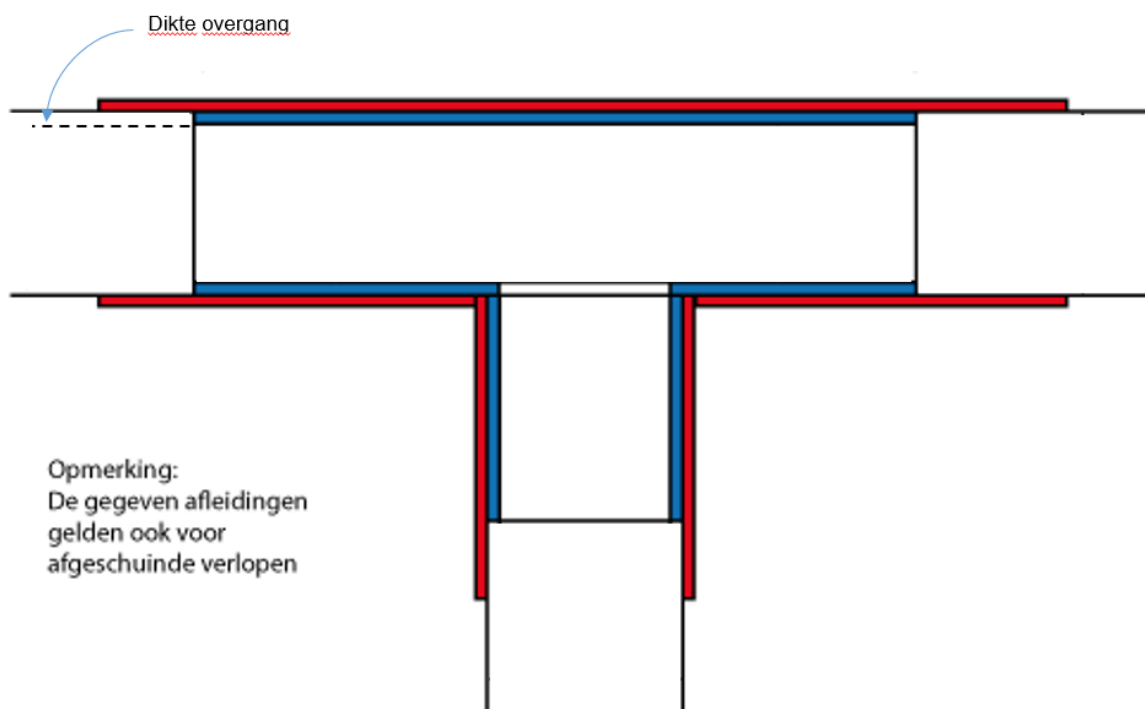 Dikte overgang
Opmerking:
De gegeven afleidingen
gelden ook voor
afgeschuinde verlopen